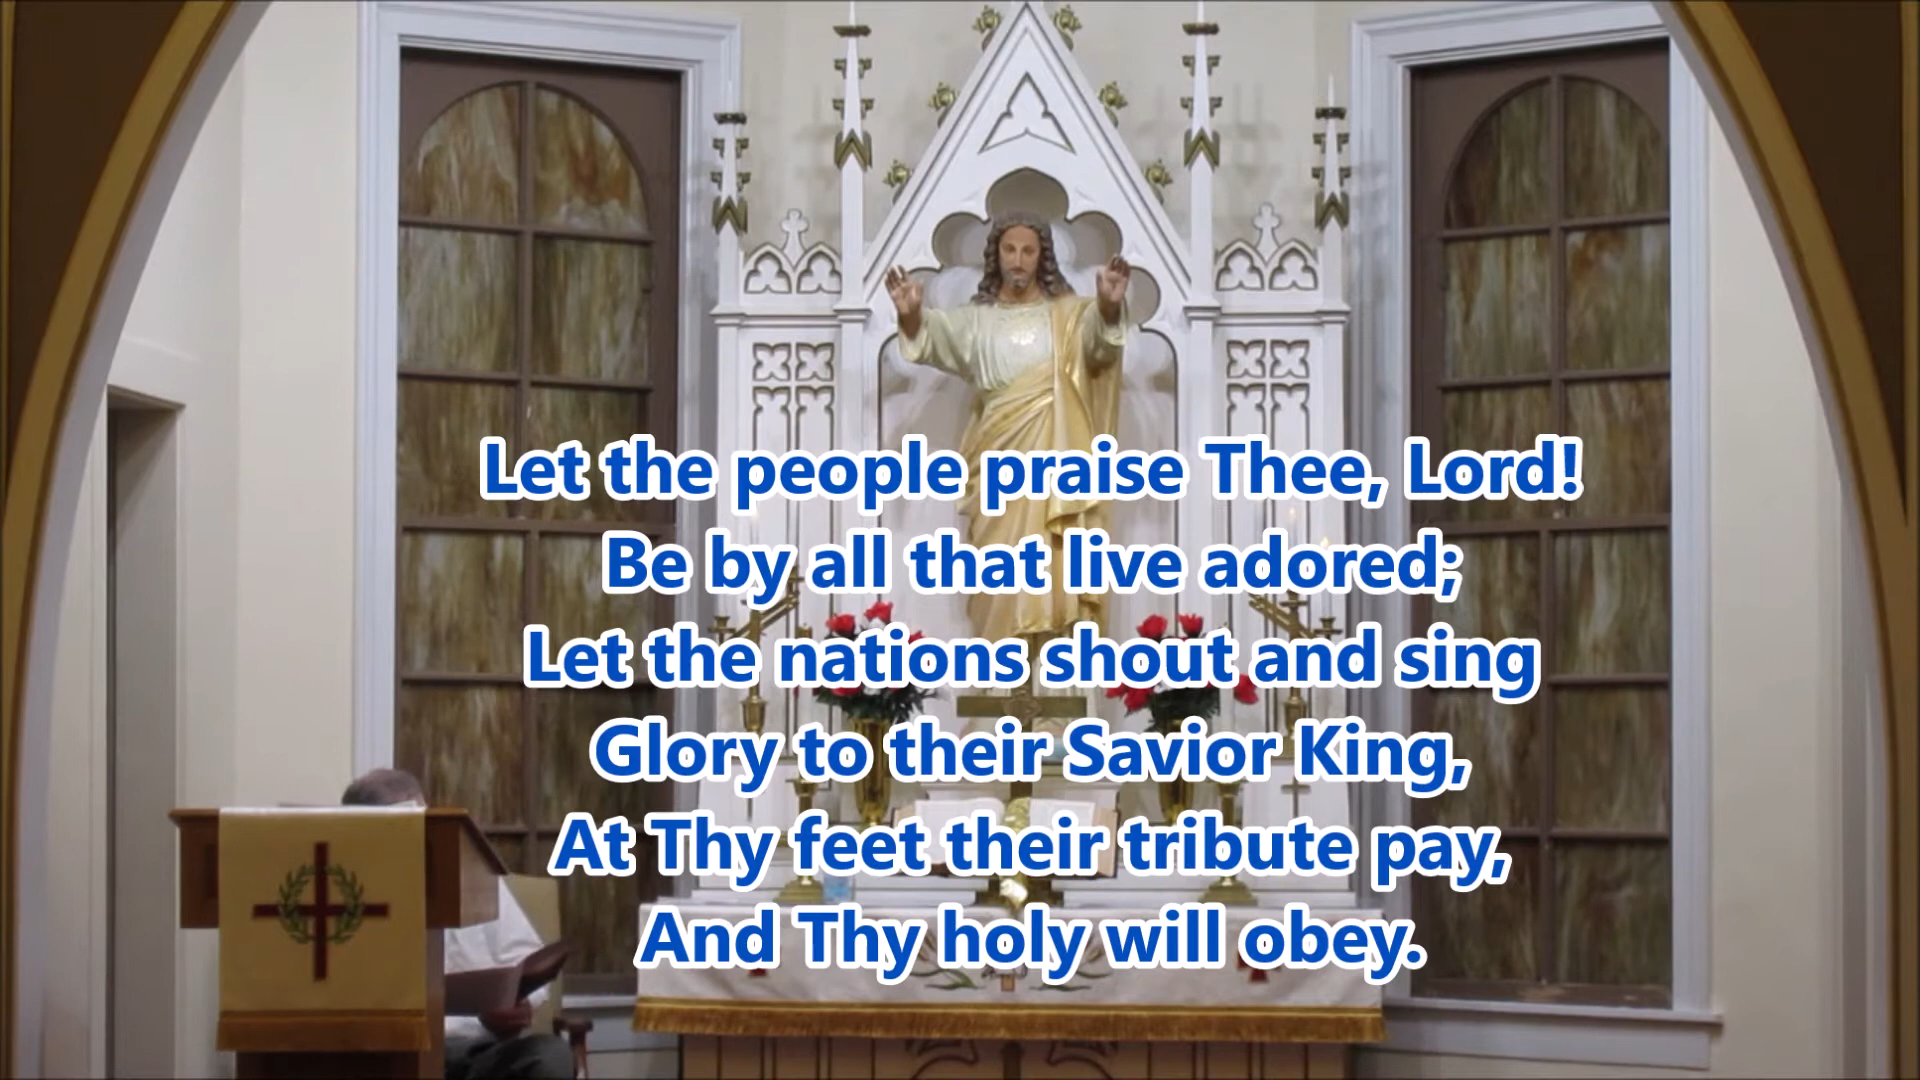 Let the people praise Thee, Lord!
Be by all that live adored;
Let the nations shout and sing
Glory to their Savior King,
At Thy feet their tribute pay,
And Thy holy will obey.